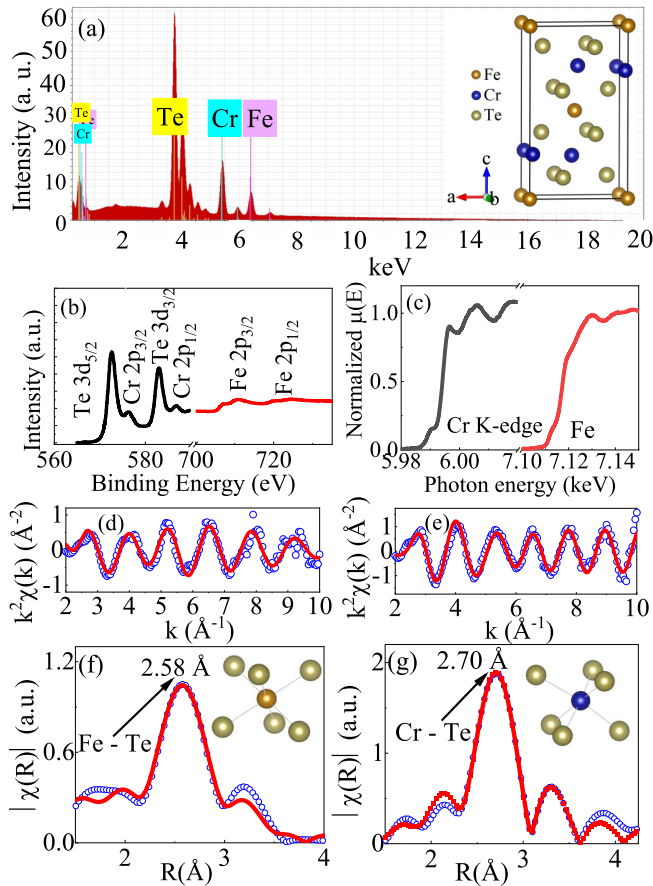 (a)
Intensity (a. u.)
60
50
40
30
20
10
0
Te
Cr
Te
Cr
Fe
Fe
Cr
Te
c
a
b
2 4 6 8 10 12 14 16 18 20
keV
(b)
Intensity (a.u.)
Te 3d5/2
Cr 2p3/2
Te 3d3/2
Cr 2p1/2
Fe 2p3/2
Fe 2p1/2
560 580 700 720
Binding Energy (eV)
(c)
Normalized μ(E)
1.0
0.5
0.0
Cr K-edge
Fe
5.98 6.00 7.10 7.12 7.14
Photon energy (keV)
(d)
k²χ(k) (Å⁻²)
1
0
-1
2 3 4 5 6 7 8 9 10
k (Å⁻¹)
(e)
k²χ(k) (Å⁻²)
1
0
-1
2 4 6 8 10
k (Å⁻¹)
(f)
|χ(R)| (a.u.)
1.2
0.6
0.0
2.58 Å
Fe - Te
2 3 4
R(Å)
(g)
|χ(R)| (a.u.)
2
1
0
2.70 Å
Cr - Te
2 3 4
R(Å)